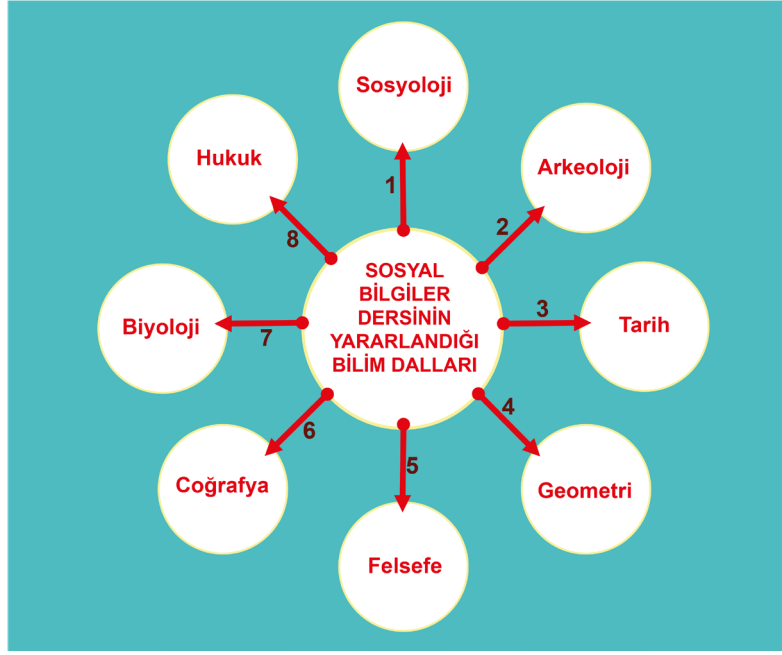 Sosyoloji
Hukuk
Arkeoloji
1
2
8
SOSYAL
BİLGİLER
DERSİNİN
YARARLANDIĞI
BİLİM DALLARI
3
Tarih
Biyoloji
7
4
6
5
Coğrafya
Geometri
Felsefe